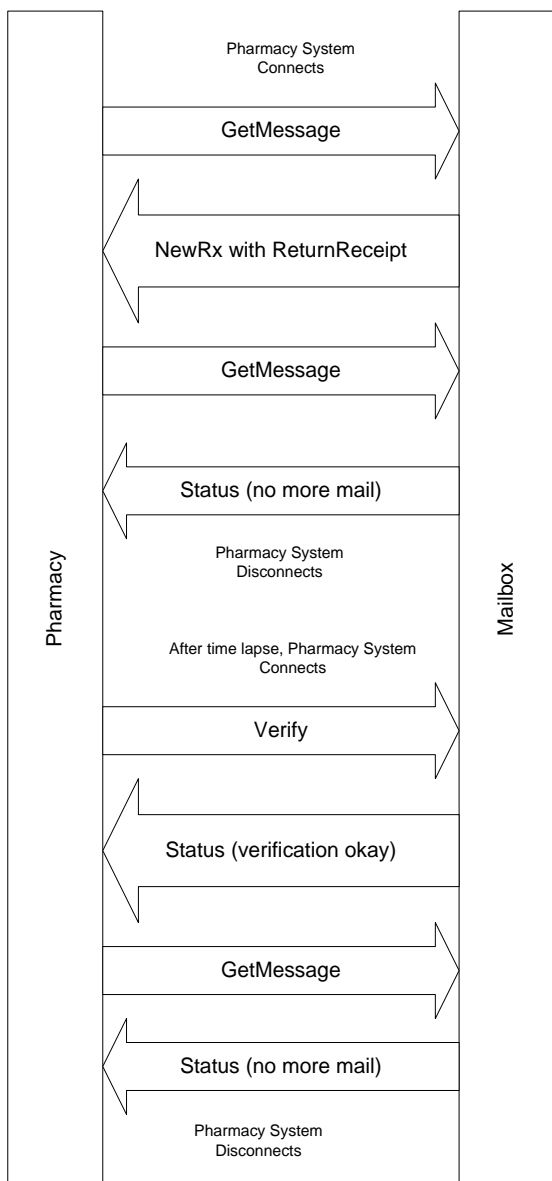 Pharmacy System
Connects
GetMessage
NewRx with ReturnReceipt
GetMessage
Status (no more mail)
Pharmacy System
Disconnects
Pharmacy
Mailbox
After time lapse, Pharmacy System
Connects
Verify
Status (verification okay)
GetMessage
Status (no more mail)
Pharmacy System
Disconnects